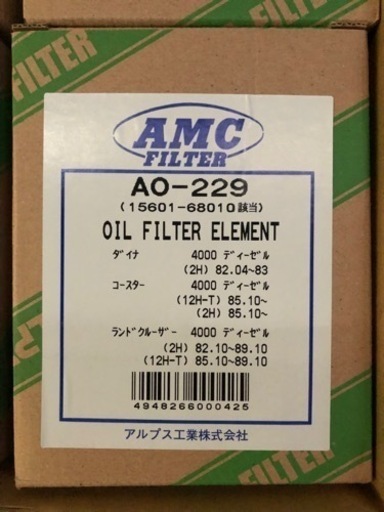 FILTER
FILTER
AMC
FILTER
AO-229
(15601-68010該当)
OIL FILTER ELEMENT
ダイナ 4000 ディーゼル
(2H) 82.04~83
コースター 4000 ディーゼル
(12H-T) 85.10~
(2H) 85.10~
ランドクルーザー 4000 ディーゼル
(2H) 82.10~89.10
(12H-T) 85.10~89.10
4948266000425
アルプス工業株式会社
FILTER